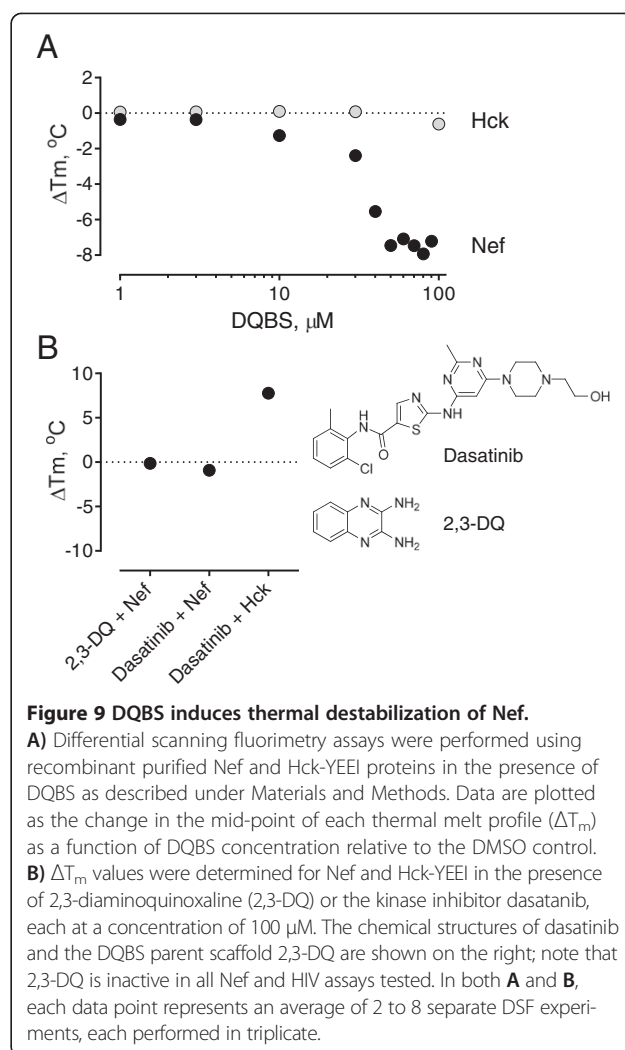 A
2
0
-2
-4
-6
-8
ΔTm, °C
Hck
Nef
1
10
100
DQBS, μM
B
10
5
0
-5
-10
ΔTm, °C
2,3-DQ + Nef
Dasatinib + Nef
Dasatinib + Hck
N
N
N
N
OH
N
NH
S
H
N
O
Cl
Dasatinib
N
NH₂
N
NH₂
2,3-DQ
Figure 9 DQBS induces thermal destabilization of Nef.
A) Differential scanning fluorimetry assays were performed using
recombinant purified Nef and Hck-YEEI proteins in the presence of
DQBS as described under Materials and Methods. Data are plotted
as the change in the mid-point of each thermal melt profile (ΔTₘ)
as a function of DQBS concentration relative to the DMSO control.
B) ΔTₘ values were determined for Nef and Hck-YEEI in the presence
of 2,3-diaminoquinoxaline (2,3-DQ) or the kinase inhibitor dasatanib,
each at a concentration of 100 μM. The chemical structures of dasatinib
and the DQBS parent scaffold 2,3-DQ are shown on the right; note that
2,3-DQ is inactive in all Nef and HIV assays tested. In both A and B,
each data point represents an average of 2 to 8 separate DSF experi-
ments, each performed in triplicate.